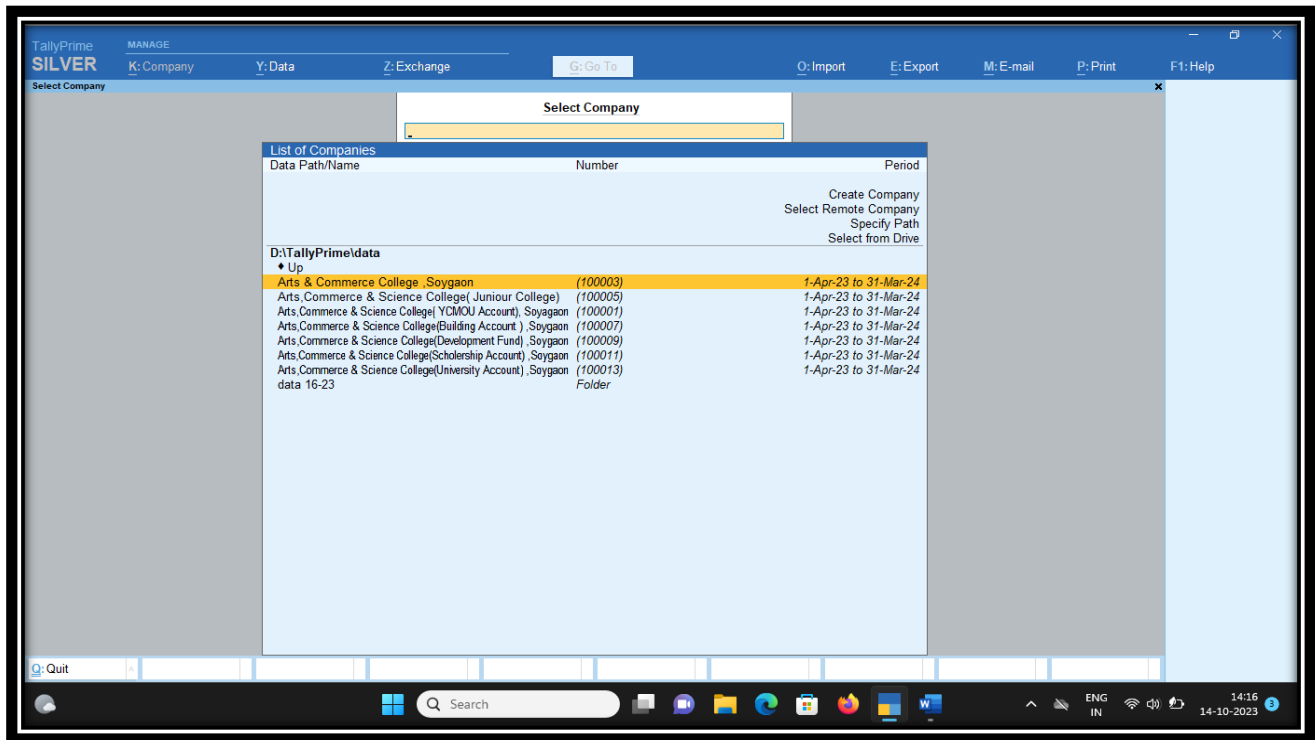 TallyPrime MANAGE
SILVER K: Company Y: Data Z: Exchange G: Go To O: Import E: Export M: E-mail P: Print F1: Help
Select Company
Select Company
List of Companies
Data Path/Name Number Period
Create Company
Select Remote Company
Specify Path
Select from Drive
D:\TallyPrime\data
♦ Up
Arts & Commerce College ,Soygaon (100003) 1-Apr-23 to 31-Mar-24
Arts,Commerce & Science College( Juniour College) (100005) 1-Apr-23 to 31-Mar-24
Arts,Commerce & Science College( YCMOU Account), Soyagaon (100001) 1-Apr-23 to 31-Mar-24
Arts,Commerce & Science College(Building Account ) ,Soygaon (100007) 1-Apr-23 to 31-Mar-24
Arts,Commerce & Science College(Development Fund) ,Soygaon (100009) 1-Apr-23 to 31-Mar-24
Arts,Commerce & Science College(Scholership Account) ,Soygaon (100011) 1-Apr-23 to 31-Mar-24
Arts,Commerce & Science College(University Account) ,Soygaon (100013) 1-Apr-23 to 31-Mar-24
data 16-23 Folder
Q: Quit A
Search ENG 14:16
IN 14-10-2023 3